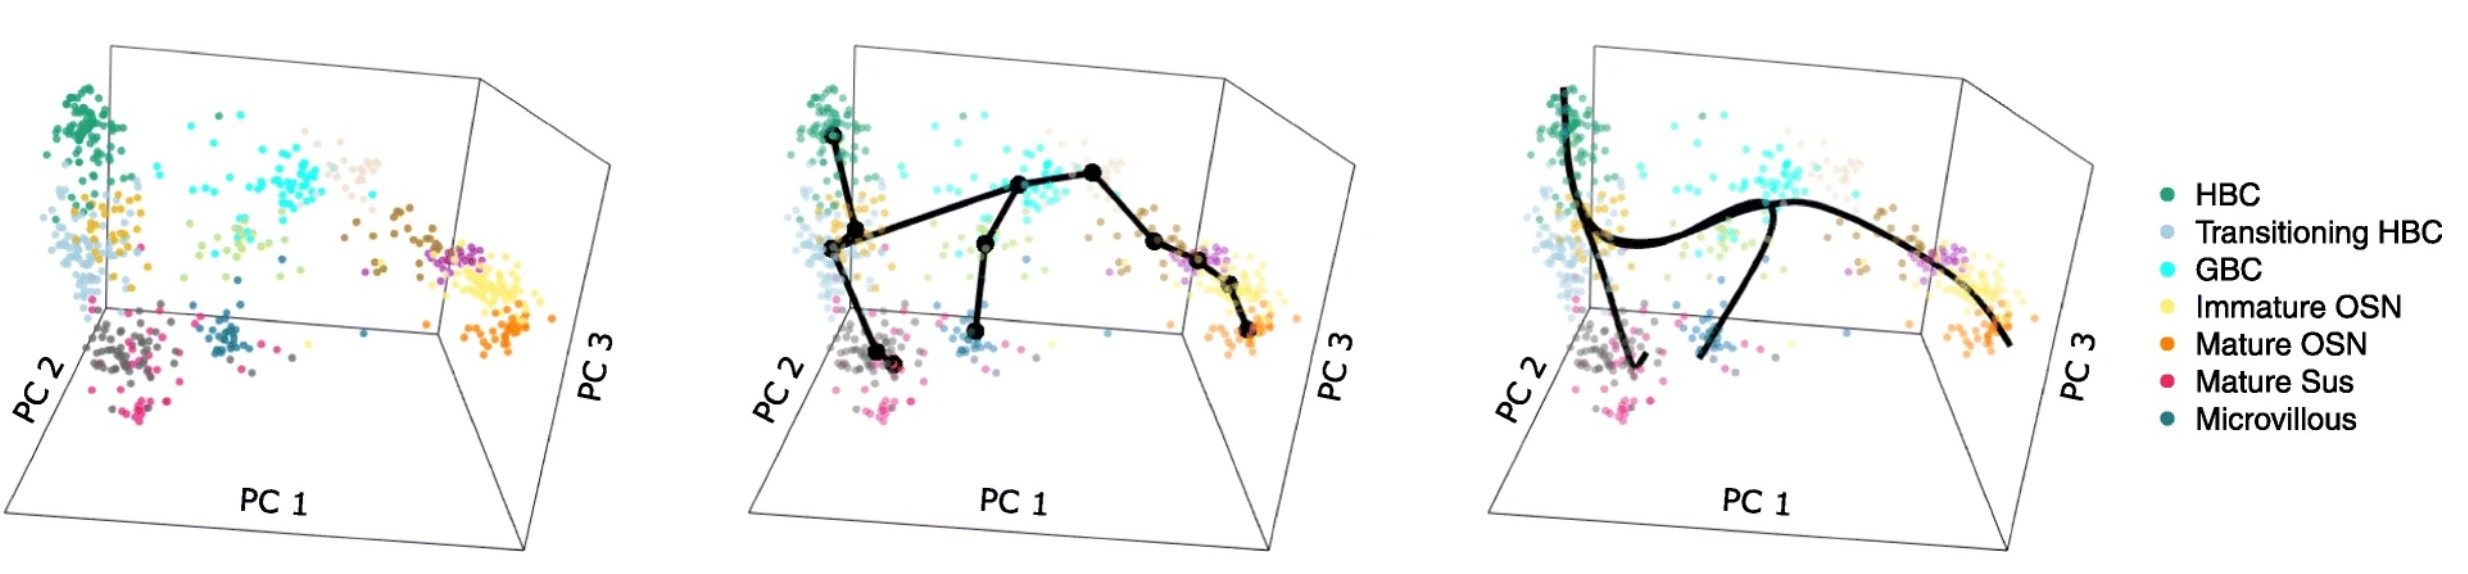 PC 2
PC 1
PC 3
PC 2
PC 1
PC 3
PC 2
PC 1
PC 3
HBC
Transitioning HBC
GBC
Immature OSN
Mature OSN
Mature Sus
Microvillous